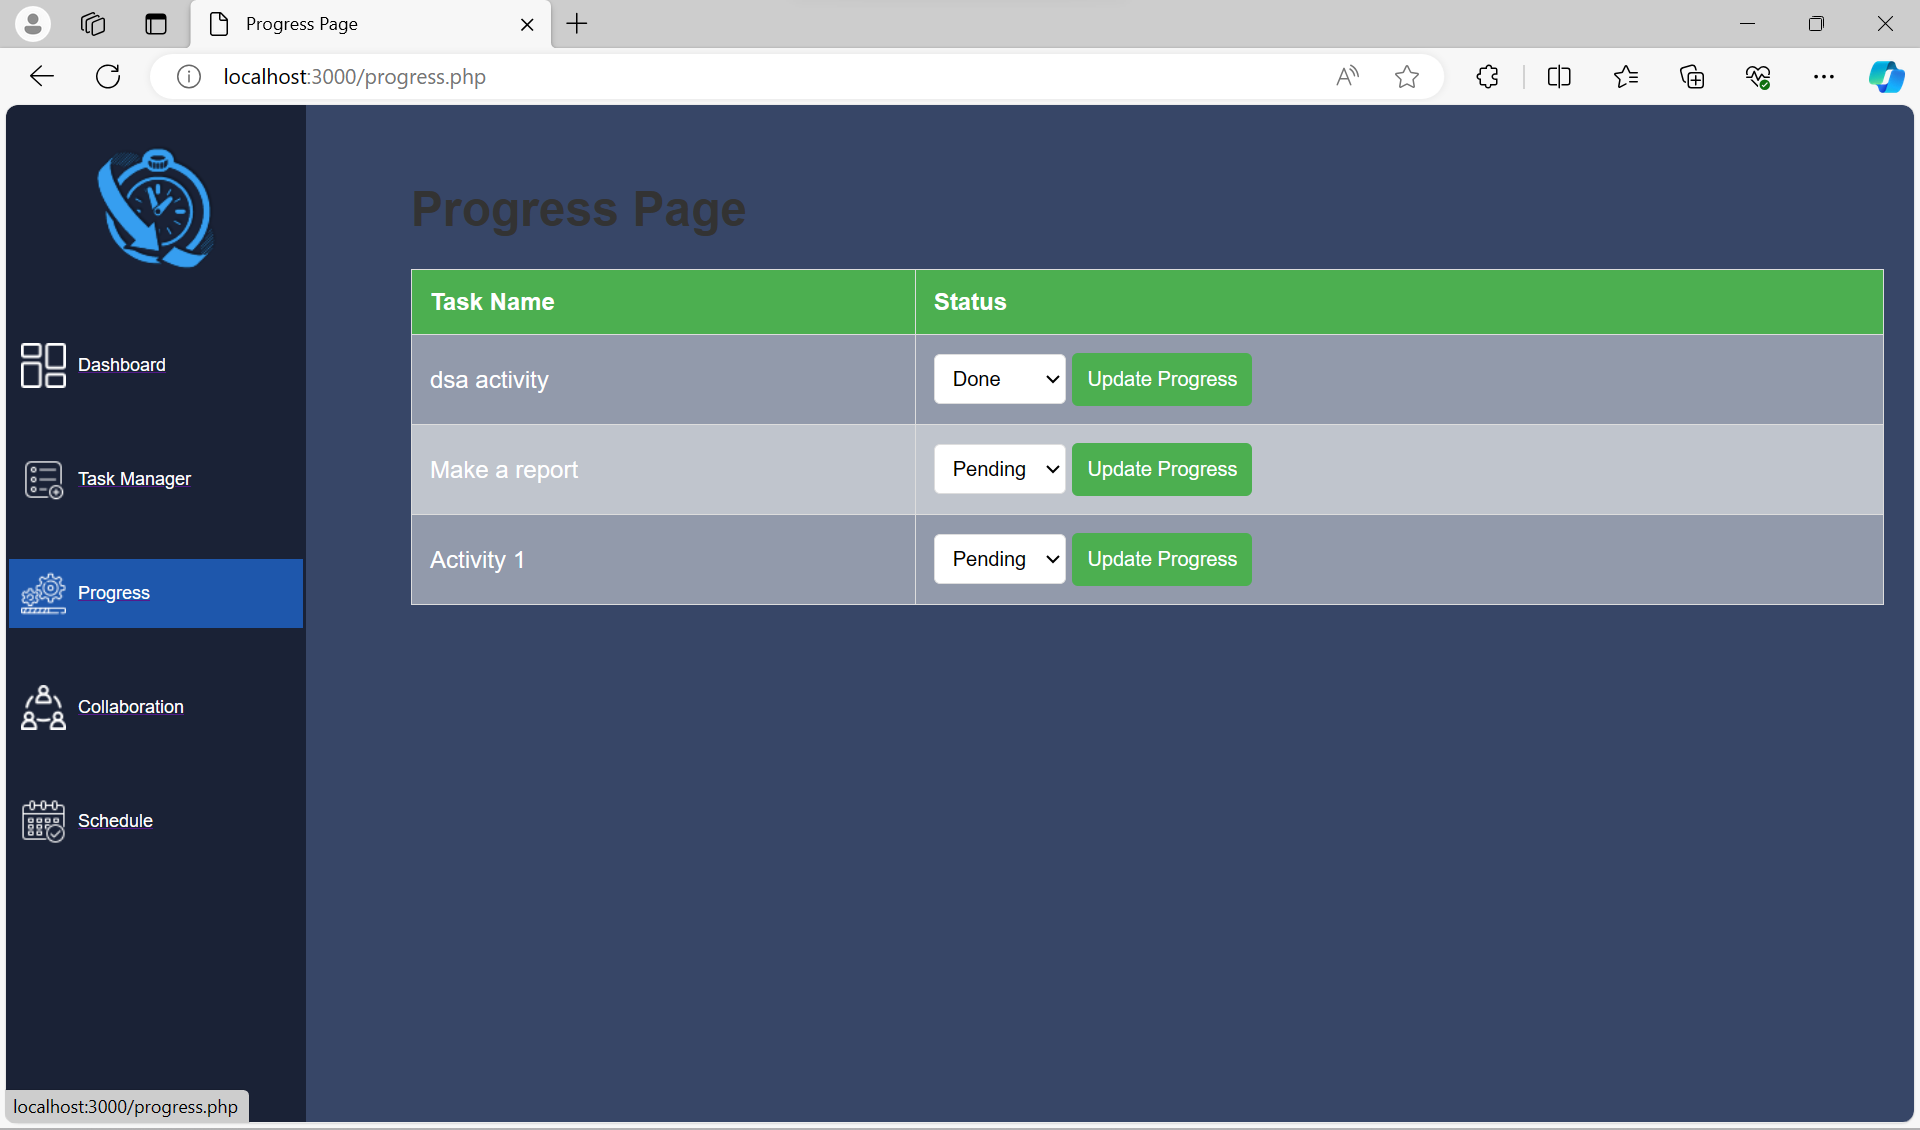 Progress Page
localhost:3000/progress.php
Progress Page
Task Name Status
dsa activity Done Update Progress
Make a report Pending Update Progress
Activity 1 Pending Update Progress
Dashboard
Task Manager
Progress
Collaboration
Schedule
localhost:3000/progress.php